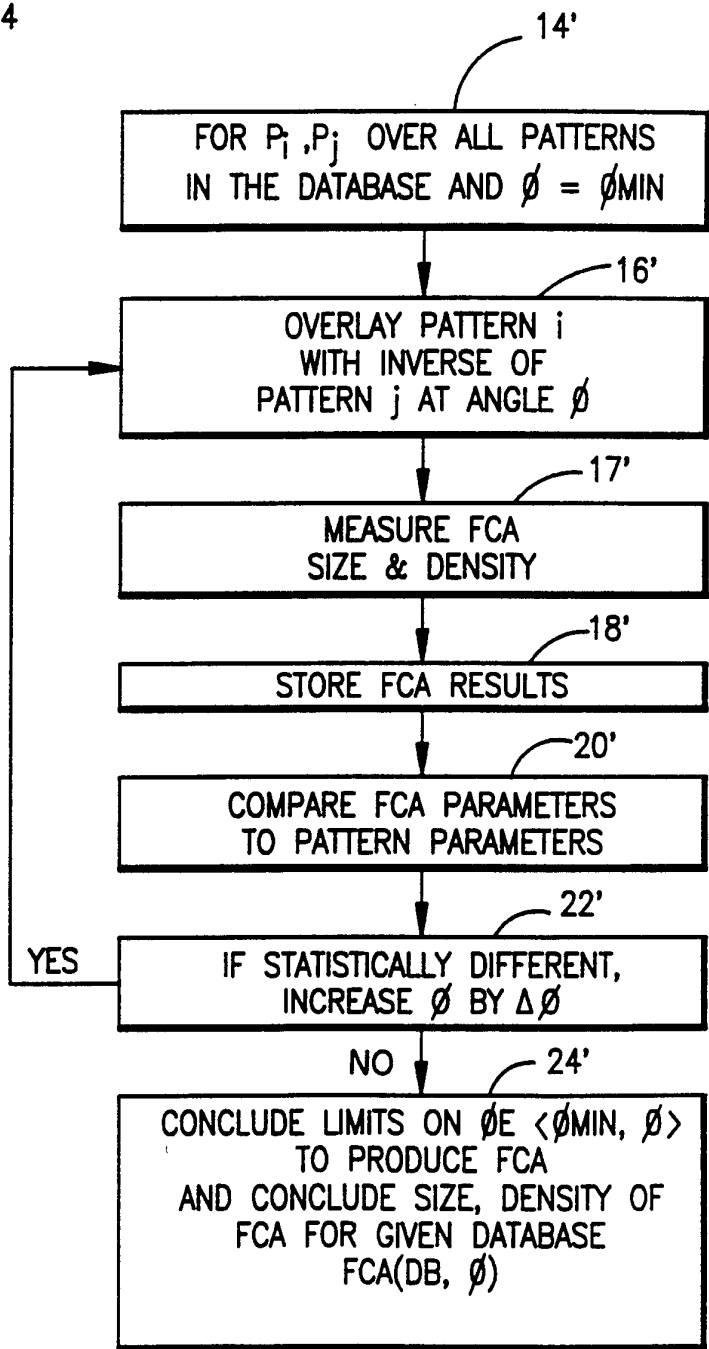 4
14'
FOR Pi ,Pj OVER ALL PATTERNS
IN THE DATABASE AND Ø = ØMIN
16'
OVERLAY PATTERN i
WITH INVERSE OF
PATTERN j AT ANGLE Ø
17'
MEASURE FCA
SIZE & DENSITY
18'
STORE FCA RESULTS
20'
COMPARE FCA PARAMETERS
TO PATTERN PARAMETERS
22'
YES
IF STATISTICALLY DIFFERENT,
INCREASE Ø BY ΔØ
NO
24'
CONCLUDE LIMITS ON ØE <ØMIN, Ø>
TO PRODUCE FCA
AND CONCLUDE SIZE, DENSITY OF
FCA FOR GIVEN DATABASE
FCA(DB, Ø)